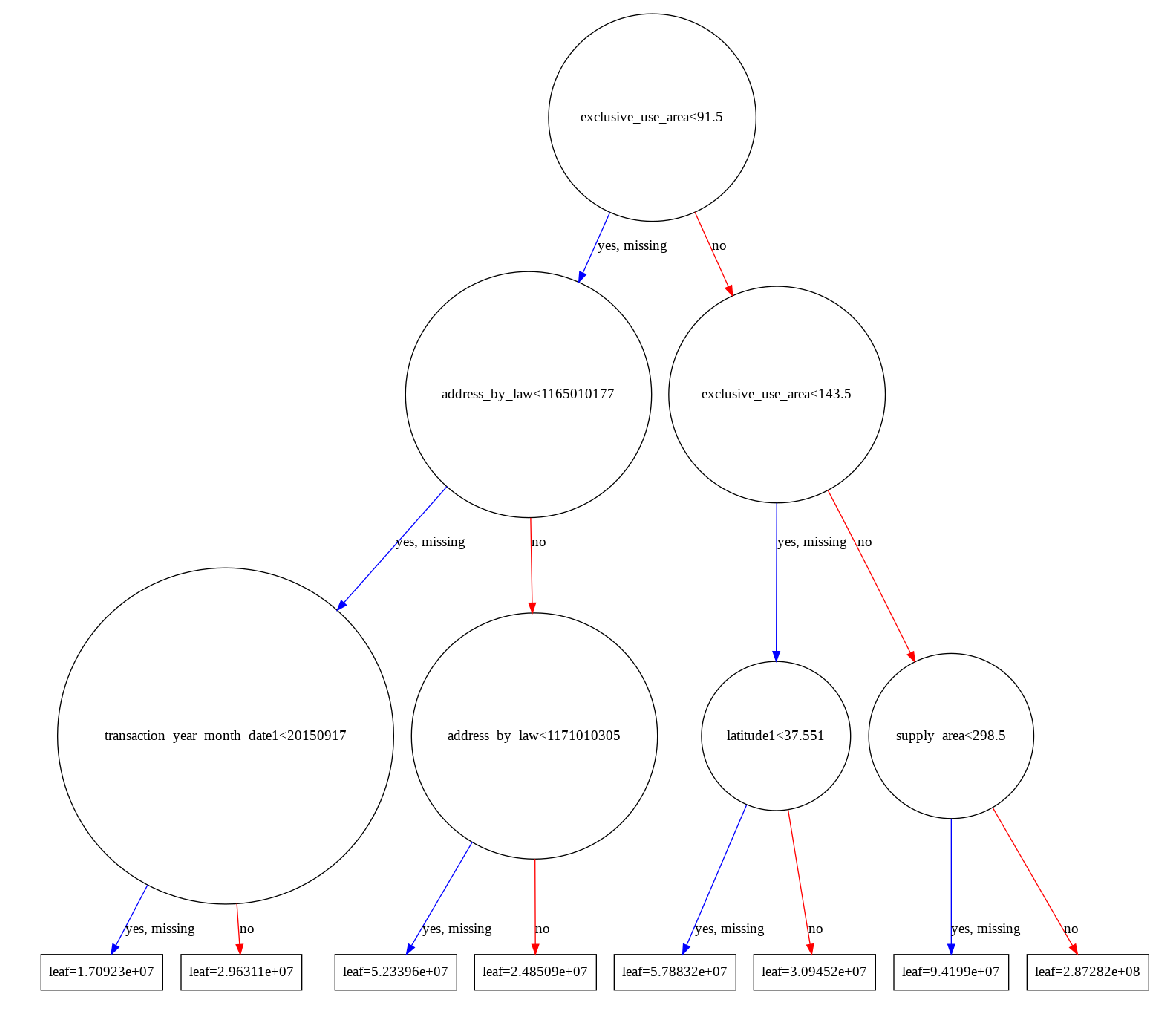 exclusive_use_area<91.5
yes, missing
no
address_by_law<1165010177
exclusive_use_area<143.5
yes, missing
no
yes, missing
no
transaction_year_month_date1<20150917
address_by_law<1171010305
latitude1<37.551
supply_area<298.5
yes, missing
no
yes, missing
no
yes, missing
no
yes, missing
no
leaf=1.70923e+07
leaf=2.96311e+07
leaf=5.23396e+07
leaf=2.48509e+07
leaf=5.78832e+07
leaf=3.09452e+07
leaf=9.4199e+07
leaf=2.87282e+08